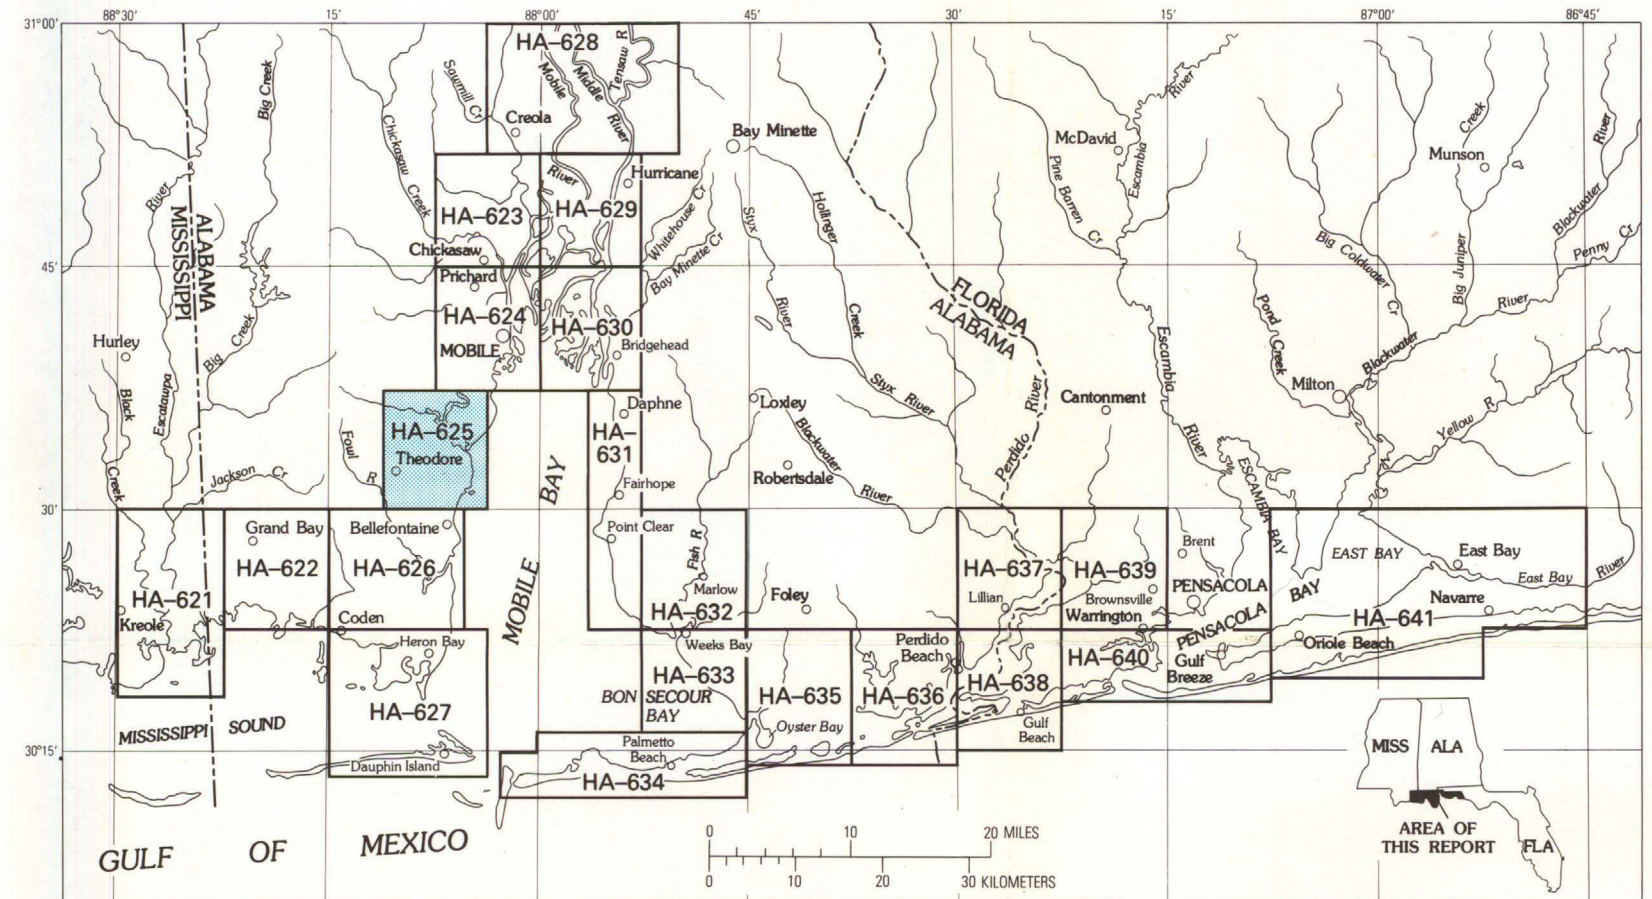 88°30′ 15′ 88°00′ 45′ 30′ 15′ 87°00′ 86°45′
31°00′
HA–628
Sawmill Cr
Mobile
Middle
River
Tensaw R
Creola
Big Creek
Chickasaw Creek
Bay Minette
McDavid
River
Escambia
Pine Barren
Cr
Creek
Munson
River
Blackwater
Penny Cr
River
MISSISSIPPI
ALABAMA
River
Hurricane
HA–623
HA–629
Whitehouse Cr
Bay Minette Cr
Styx
River
Hollinger
Creek
Chickasaw
Big Coldwater
Cr
Big Juniper
45′
Prichard
HA–624
HA–630
MOBILE
Bridgehead
FLORIDA
ALABAMA
Hurley
Big Creek
Black
Creek
Escatawpa
Escambia
River
Pond Creek
Blackwater
River
Milton
Styx River
Cantonment
Perdido
River
Yellow R
HA–625
Theodore
Fowl
R
Daphne
HA–
631
Loxley
Blackwater
River
Robertsdale
Jackson Cr
Fairhope
BAY
MOBILE
ESCAMBIA BAY
30′
Grand Bay
Bellefontaine
Point Clear
Fish R
Brent
EAST BAY
East Bay
East Bay
River
HA–622
HA–626
HA–637
HA–639
PENSACOLA
BAY
HA–621
Kreole
Coden
Marlow
HA–632
Foley
Lillian
Brownsville
Warrington
PENSACOLA
Navarre
HA–641
Heron Bay
Weeks Bay
Perdido
Beach
HA–640
Gulf
Breeze
Oriole Beach
HA–627
HA–633
BON SECOUR
BAY
HA–635
HA–636
HA–638
MISSISSIPPI SOUND
Oyster Bay
Gulf
Beach
30°15′
Dauphin Island
Palmetto
Beach
HA–634
MISS ALA
AREA OF
THIS REPORT
FLA
GULF OF MEXICO
0 10 20 MILES
0 10 20 30 KILOMETERS